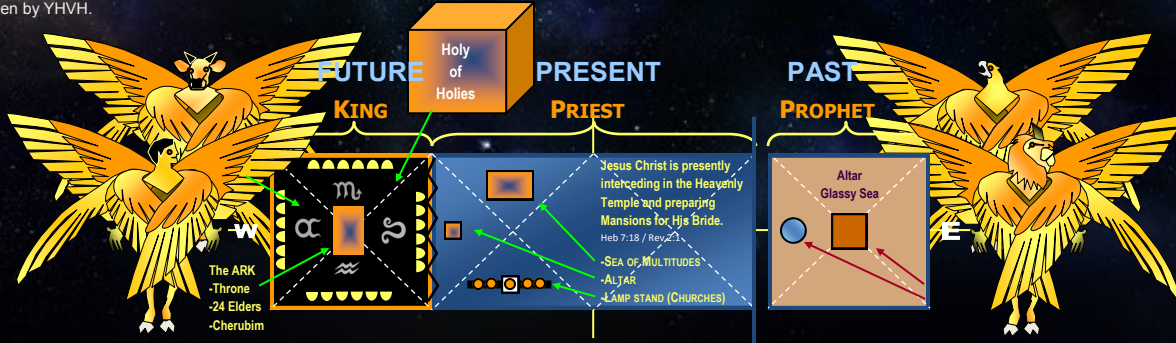 en by YHVH.
Holy
of
Holies
FUTURE
PRESENT
PAST
KING
PRIEST
PROPHET
Jesus Christ is presently
interceding in the Heavenly
Temple and preparing
Mansions for His Bride.
Heb 7:18 / Rev 2:1
-SEA OF MULTITUDES
-ALTAR
-LAMP STAND (CHURCHES)
Altar
Glassy Sea
W
E
♏
♉
♌
♒
The ARK
-Throne
-24 Elders
-Cherubim